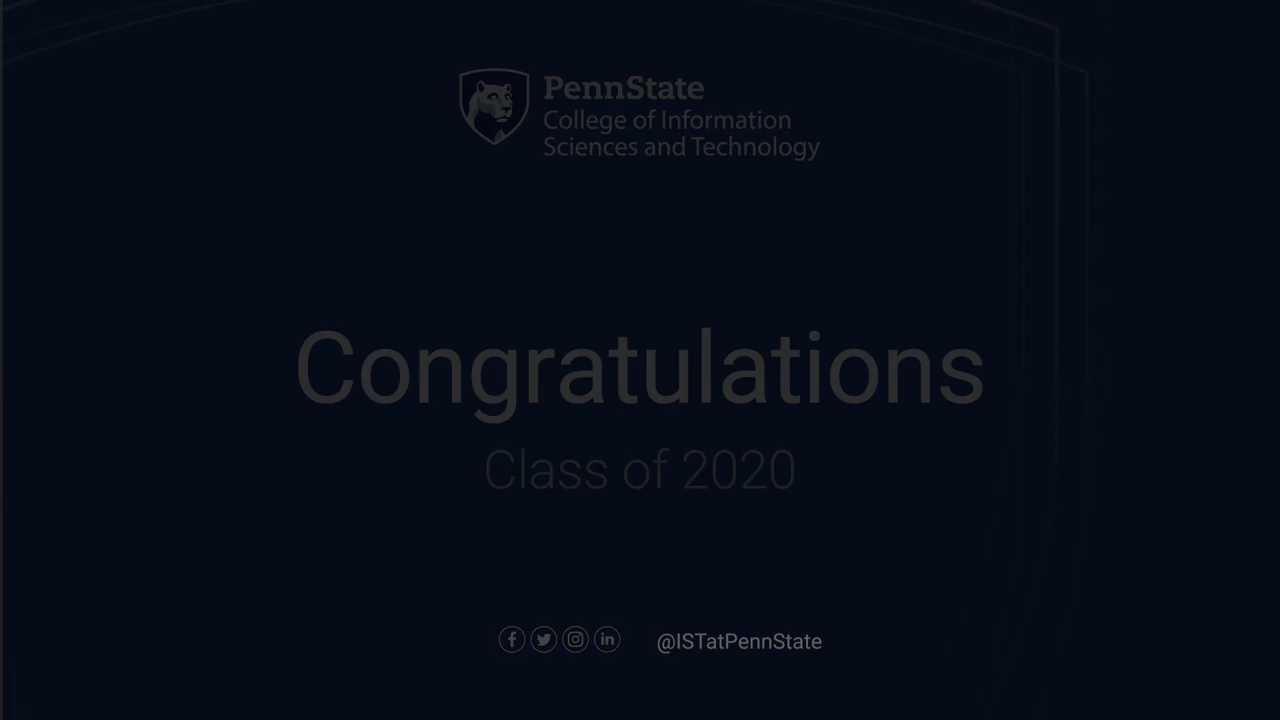 PennState
College of Information
Sciences and Technology
Congratulations
Class of 2020
@ISTatPennState